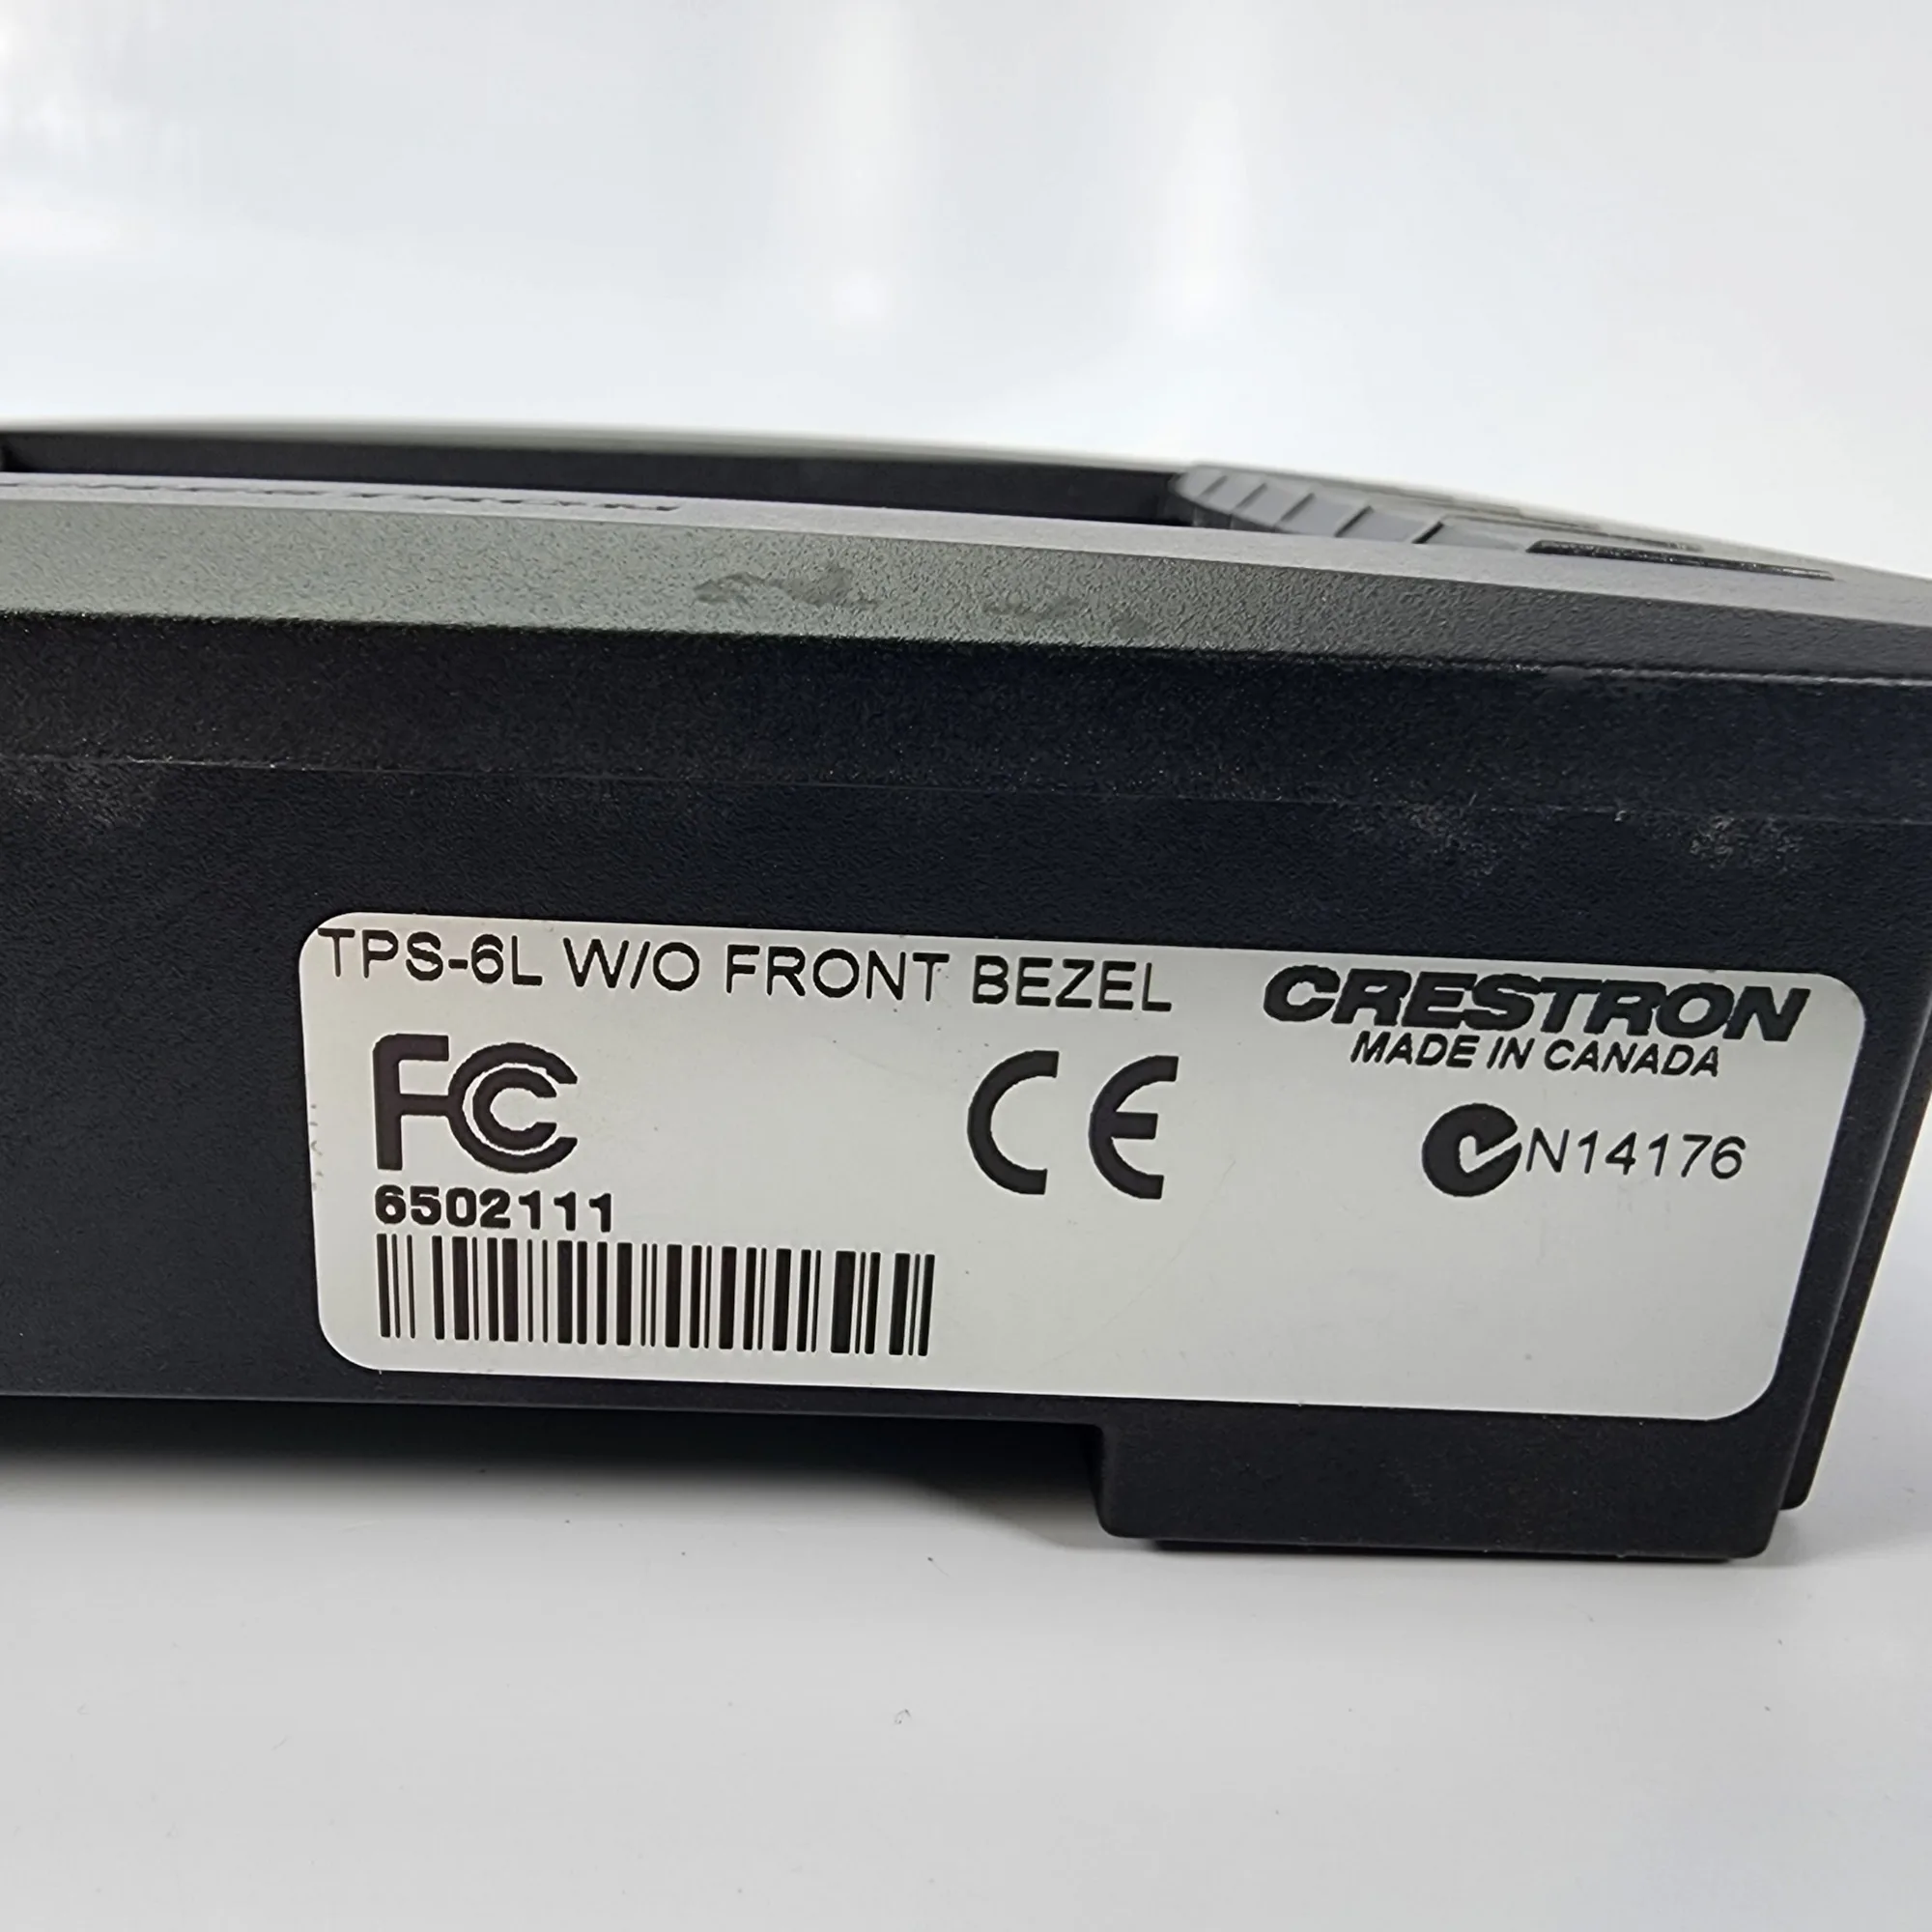 TPS-6L W/O FRONT BEZEL
CRESTRON
MADE IN CANADA
FC
CE
N14176
6502111